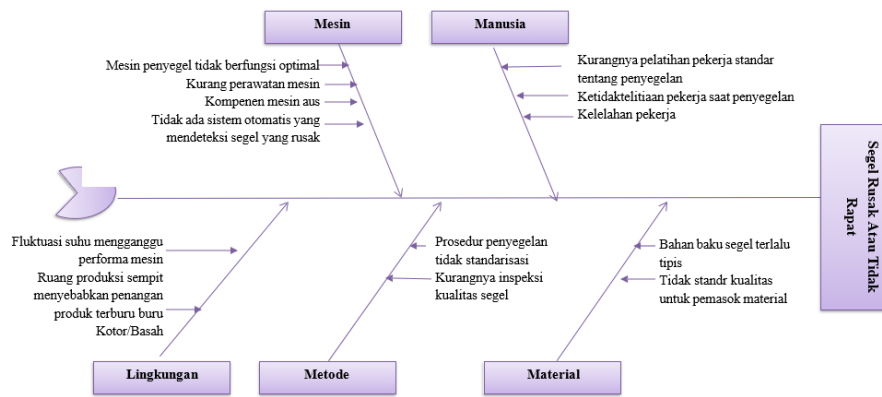 Mesin
Manusia
Mesin penyegel tidak berfungsi optimal
Kurang perawatan mesin
Kompenen mesin aus
Tidak ada sistem otomatis yang
mendeteksi segel yang rusak
Kurangnya pelatihan pekerja standar
tentang penyegelan
Ketidaktelitiaan pekerja saat penyegelan
Kelelahan pekerja
Segel Rusak Atau Tidak
Rapat
Fluktuasi suhu mengganggu
performa mesin
Ruang produksi sempit
menyebabkan penangan
produk terburu buru
Kotor/Basah
Prosedur penyegelan
tidak standarisasi
Kurangnya inspeksi
kualitas segel
Bahan baku segel terlalu
tipis
Tidak standr kualitas
untuk pemasok material
Lingkungan
Metode
Material